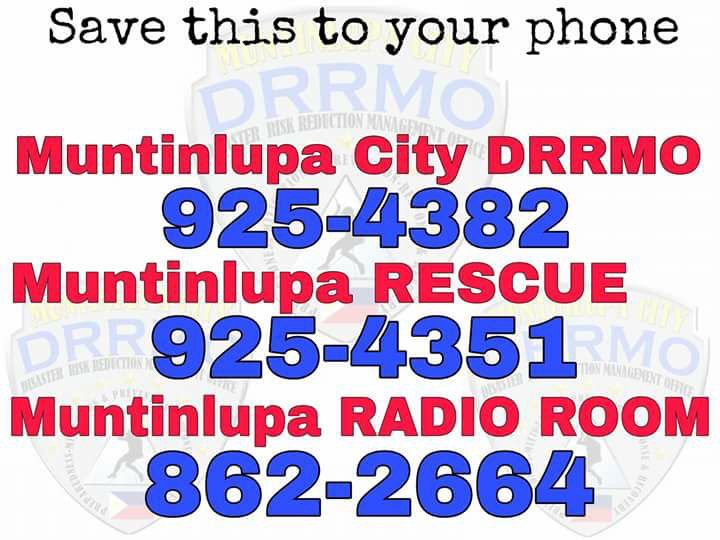 Save this to your phone
Muntinlupa City DRRMO
925-4382
Muntinlupa RESCUE
925-4351
Muntinlupa RADIO ROOM
862-2664